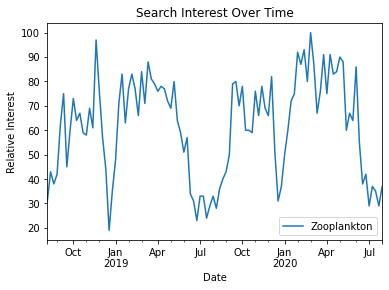 Search Interest Over Time
Relative Interest
100
90
80
70
60
50
40
30
20
Zooplankton
Oct Jan Apr Jul Oct Jan Apr Jul
2019 2020
Date